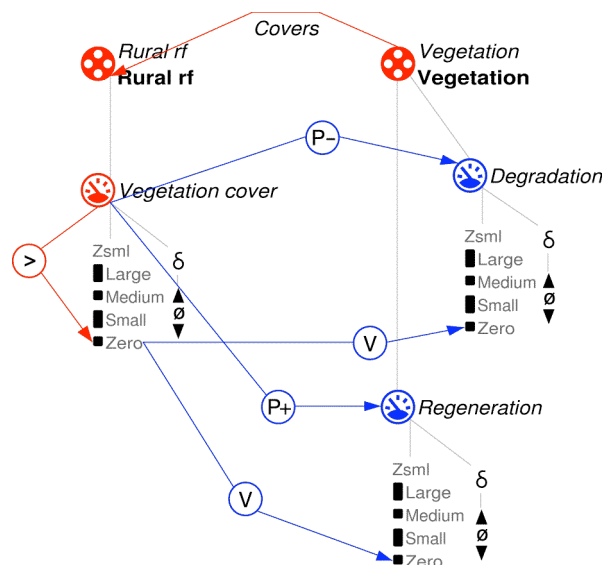 Covers
Rural rf
Rural rf
Vegetation
Vegetation
P–
Degradation
Vegetation cover
>
Zsml
Large
Medium
Small
Zero
δ
ø
Zsml
Large
Medium
Small
Zero
δ
ø
V
P+
Regeneration
V
Zsml
Large
Medium
Small
Zero
δ
ø